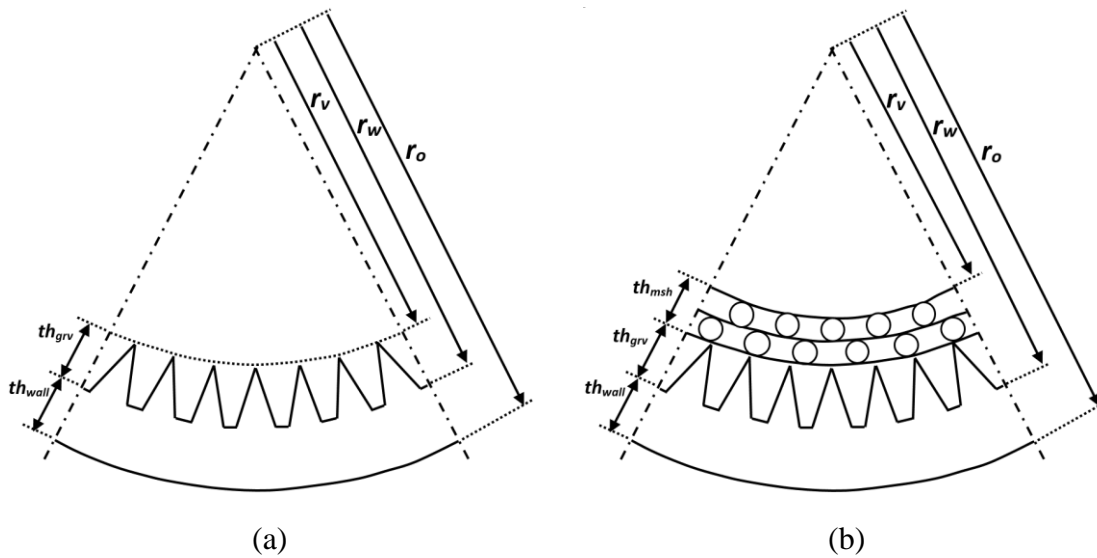 r_v
r_w
r_o
th_grv
th_wall
(a)
r_v
r_w
r_o
th_msh
th_grv
th_wall
(b)